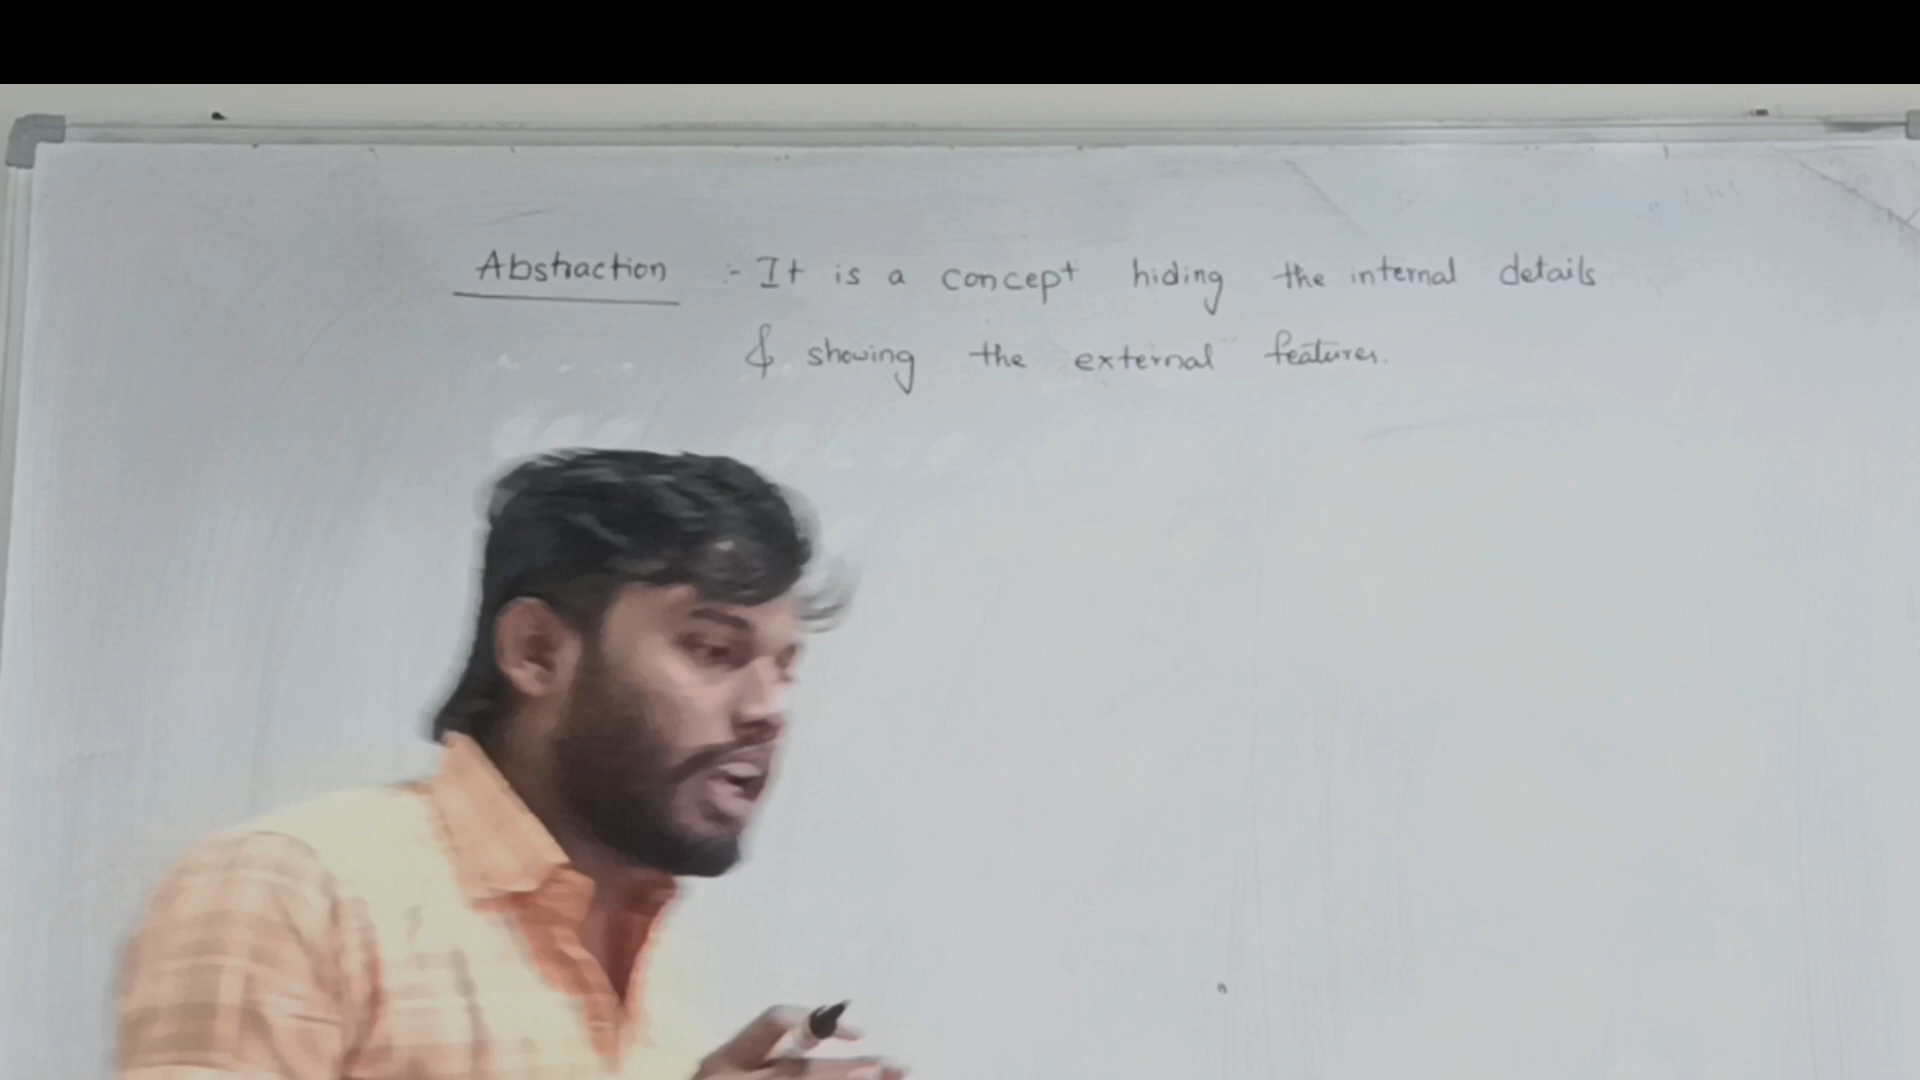 Abstraction :- It is a concept hiding the internal details
& showing the external features.